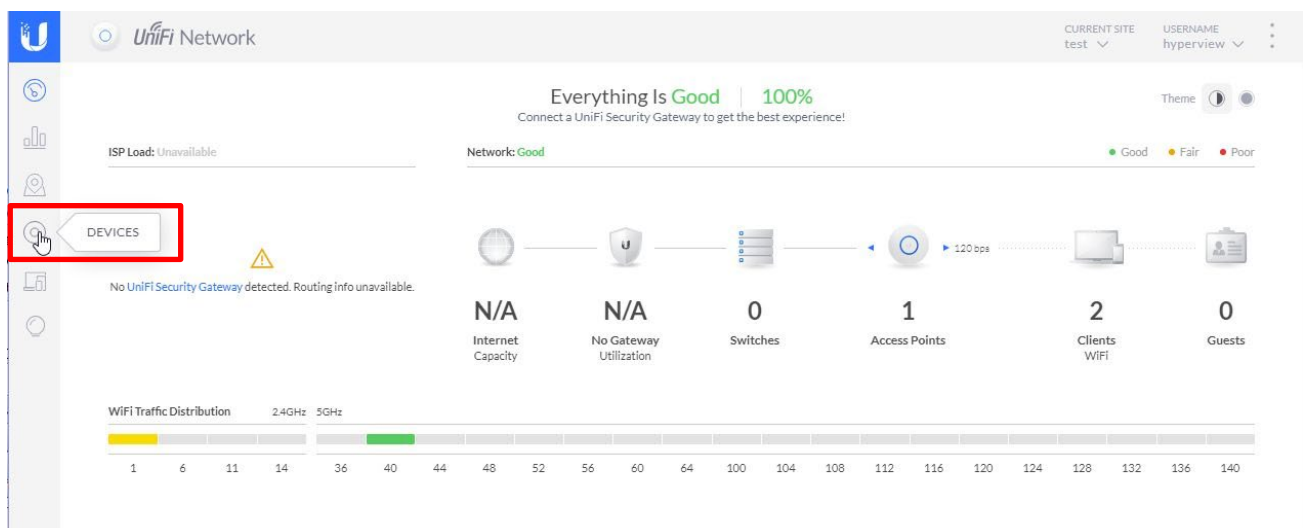 UniFi Network
CURRENT SITE
test
USERNAME
hyperview
Everything Is Good | 100%
Connect a UniFi Security Gateway to get the best experience!
Theme
ISP Load: Unavailable
Network: Good
Good Fair Poor
DEVICES
120 bps
No UniFi Security Gateway detected. Routing info unavailable.
N/A
Internet
Capacity
N/A
No Gateway
Utilization
0
Switches
1
Access Points
2
Clients
WiFi
0
Guests
WiFi Traffic Distribution 2.4GHz 5GHz
1 6 11 14 36 40 44 48 52 56 60 64 100 104 108 112 116 120 124 128 132 136 140